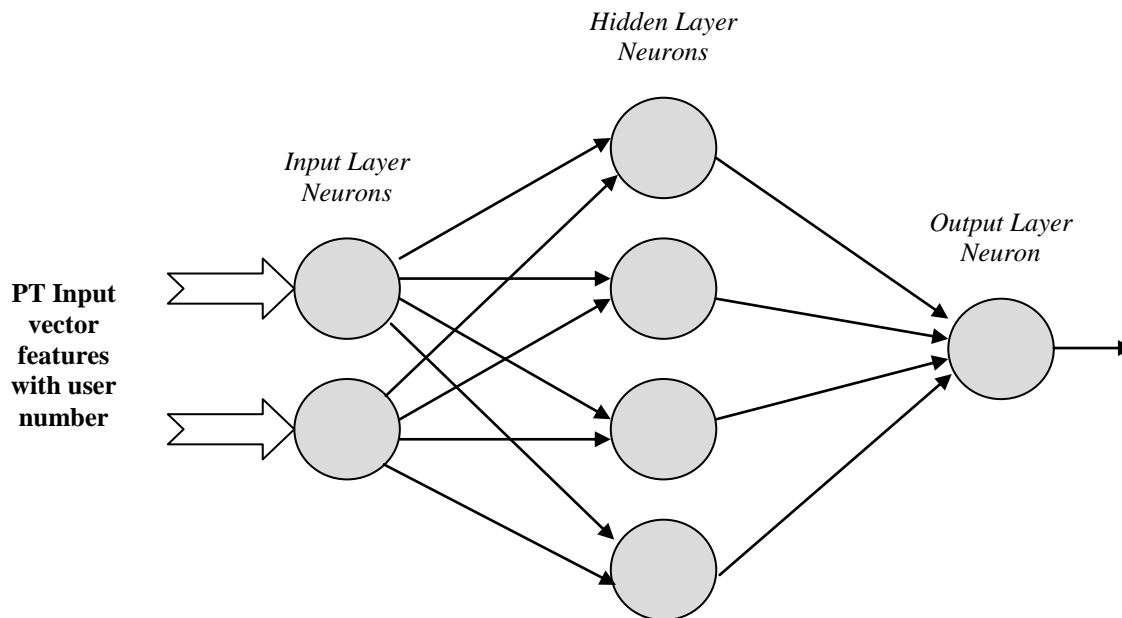 Hidden Layer
Neurons
Input Layer
Neurons
Output Layer
Neuron
PT Input
vector
features
with user
number